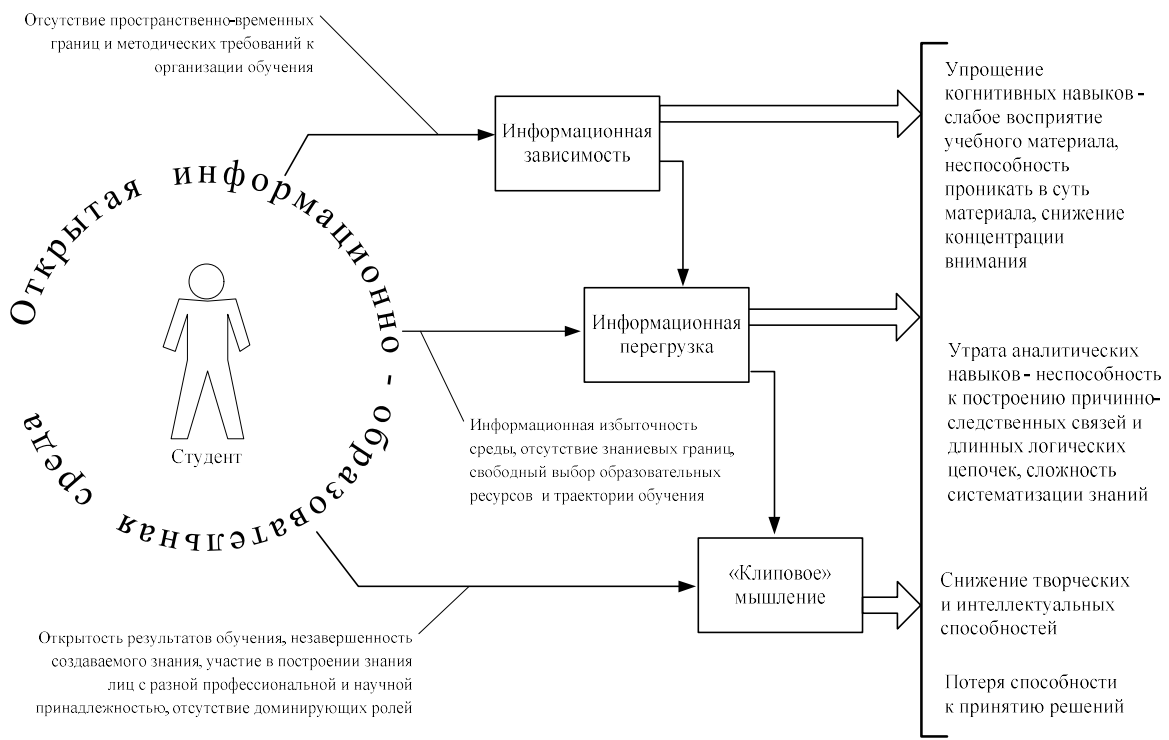 Отсутствие пространственно-временных
границ и методических требований к
организации обучения
Открытая информационно - образовательная среда
Студент
Информационная
зависимость
Информационная
перегрузка
Информационная избыточность
среды, отсутствие знаниевых границ,
свободный выбор образовательных
ресурсов и траектории обучения
«Клиповое»
мышление
Открытость результатов обучения, незавершенность
создаваемого знания, участие в построении знания
лиц с разной профессиональной и научной
принадлежностью, отсутствие доминирующих ролей
Упрощение
когнитивных навыков -
слабое восприятие
учебного материала,
неспособность
проникать в суть
материала, снижение
концентрации
внимания
Утрата аналитических
навыков - неспособность
к построению причинно-
следственных связей и
длинных логических
цепочек, сложность
систематизации знаний
Снижение творческих
и интеллектуальных
способностей
Потеря способности
к принятию решений